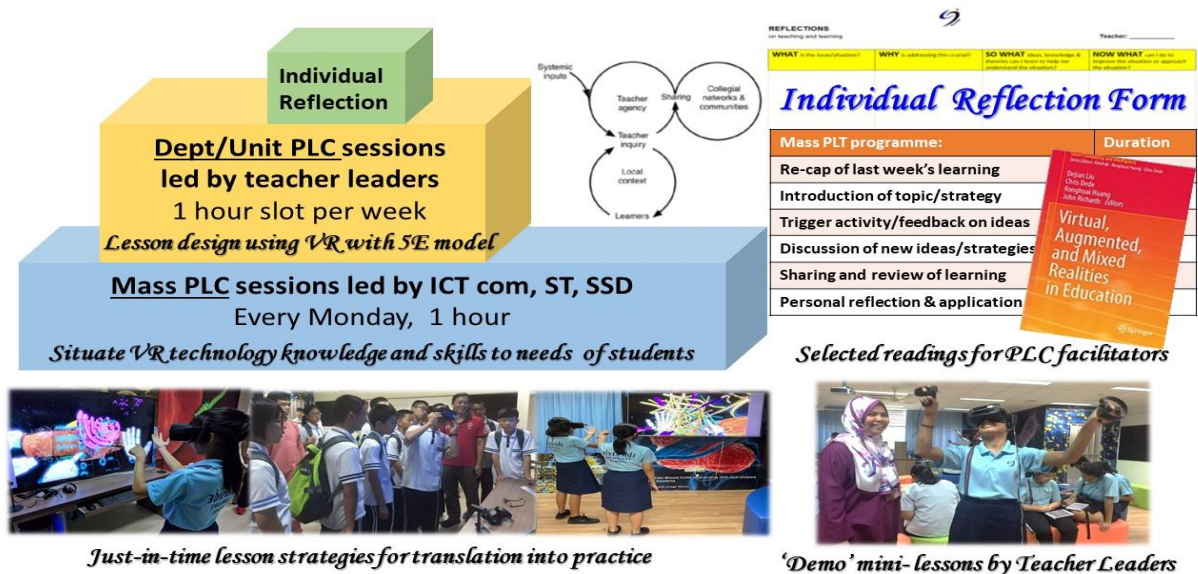 Individual
Reflection
Dept/Unit PLC sessions
led by teacher leaders
1 hour slot per week
Lesson design using VR with 5E model
Mass PLC sessions led by ICT com, ST, SSD
Every Monday, 1 hour
Situate VR technology knowledge and skills to needs of students
Systemic
inputs
Teacher
agency
Sharing
Collegial
networks &
communities
Teacher
inquiry
Local
context
Learners
REFLECTIONS
on teaching and learning
Teacher:
WHAT is the issue/situation?
WHY is addressing this crucial?
SO WHAT ideas, knowledge &
theories can I learn to help me
understand the situation?
NOW WHAT can I do to
improve the situation or approach
the situation?
Individual Reflection Form
Mass PLT programme: Duration
Re-cap of last week's learning
Introduction of topic/strategy
Trigger activity/feedback on ideas
Discussion of new ideas/strategies
Sharing and review of learning
Personal reflection & application
Dejian Liu
Chris Dede
Ronghuai Huang
John Richards Editors
Virtual,
Augmented,
and Mixed
Realities
in Education
Springer
Selected readings for PLC facilitators
Just-in-time lesson strategies for translation into practice
'Demo' mini-lessons by Teacher Leaders